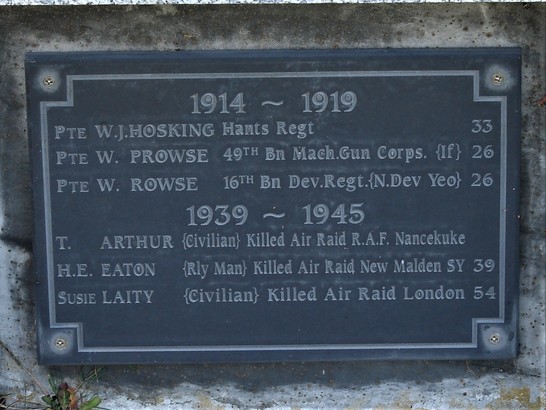 1914 ~ 1919
PTE W.J.HOSKING Hants Regt 33
PTE W. PROWSE 49TH Bn Mach.Gun Corps. {If} 26
PTE W. ROWSE 16TH Bn Dev.Regt.{N.Dev Yeo} 26
1939 ~ 1945
T. ARTHUR {Civilian} Killed Air Raid R.A.F. Nancekuke
H.E. EATON {Rly Man} Killed Air Raid New Malden SY 39
SUSIE LAITY {Civilian} Killed Air Raid London 54